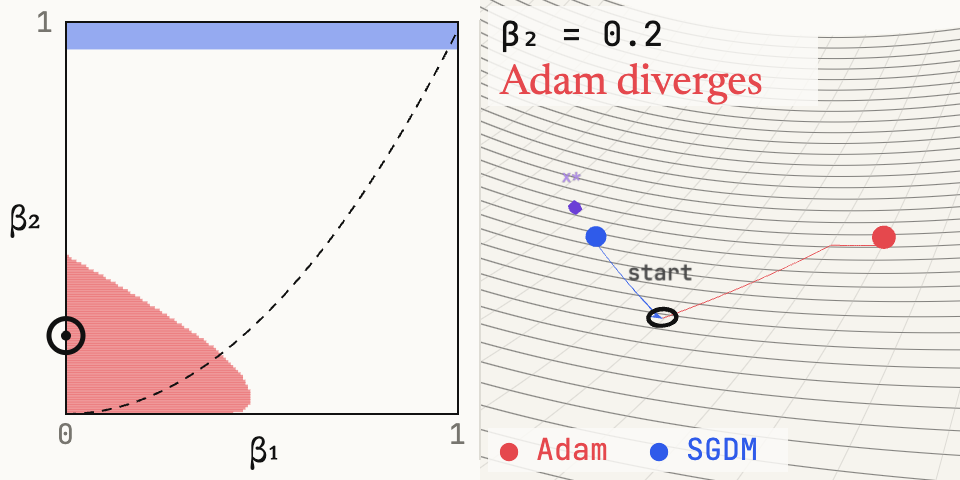 1
β₂
0
β₁
1
β₂ = 0.2
Adam diverges
x*
start
Adam
SGDM